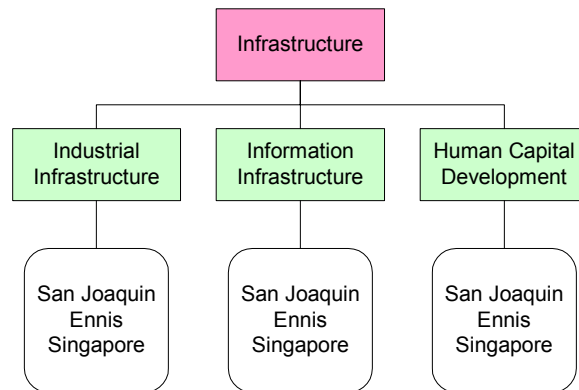 Infrastructure
Industrial
Infrastructure
Information
Infrastructure
Human Capital
Development
San Joaquin
Ennis
Singapore
San Joaquin
Ennis
Singapore
San Joaquin
Ennis
Singapore